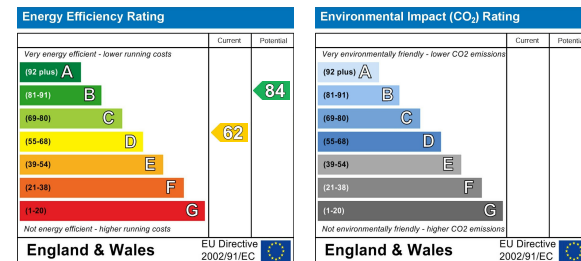 Energy Efficiency Rating
Current Potential
Very energy efficient - lower running costs
(92 plus) A
(81-91) B
84
(69-80) C
(55-68) D
62
(39-54) E
(21-38) F
(1-20) G
Not energy efficient - higher running costs
England & Wales
EU Directive
2002/91/EC
Environmental Impact (CO2) Rating
Current Potential
Very environmentally friendly - lower CO2 emissions
(92 plus) A
(81-91) B
(69-80) C
(55-68) D
(39-54) E
(21-38) F
(1-20) G
Not environmentally friendly - higher CO2 emissions
England & Wales
EU Directive
2002/91/EC